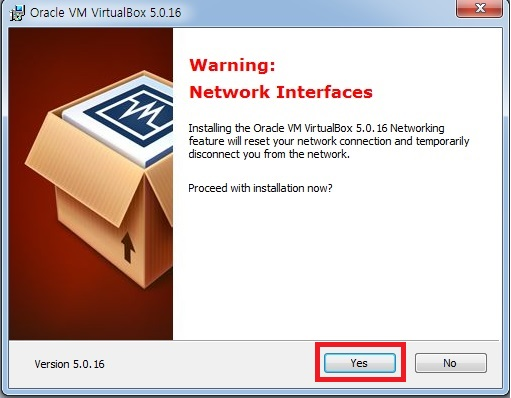 Oracle VM VirtualBox 5.0.16
Warning:
Network Interfaces
Installing the Oracle VM VirtualBox 5.0.16 Networking
feature will reset your network connection and temporarily
disconnect you from the network.
Proceed with installation now?
Version 5.0.16
Yes
No